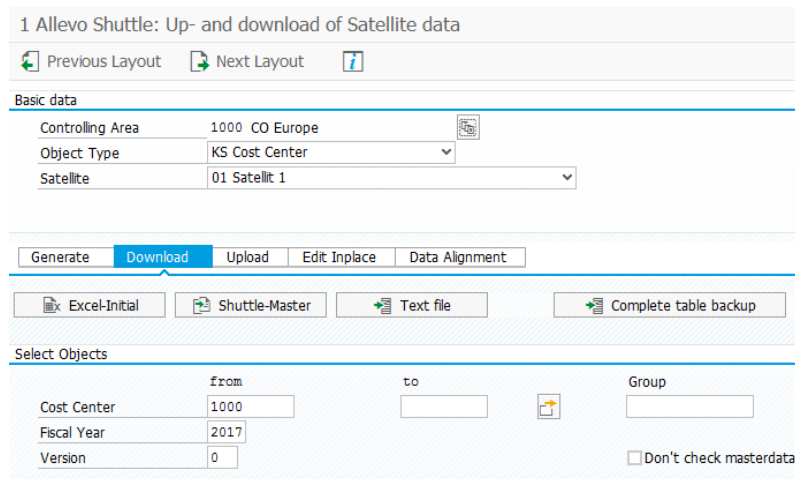 1 Allevo Shuttle: Up- and download of Satellite data
Previous Layout Next Layout i
Basic data
Controlling Area 1000 CO Europe
Object Type KS Cost Center
Satellite 01 Satellit 1
Generate Download Upload Edit Inplace Data Alignment
Excel-Initial Shuttle-Master Text file Complete table backup
Select Objects
from to Group
Cost Center 1000
Fiscal Year 2017
Version 0 Don't check masterdata